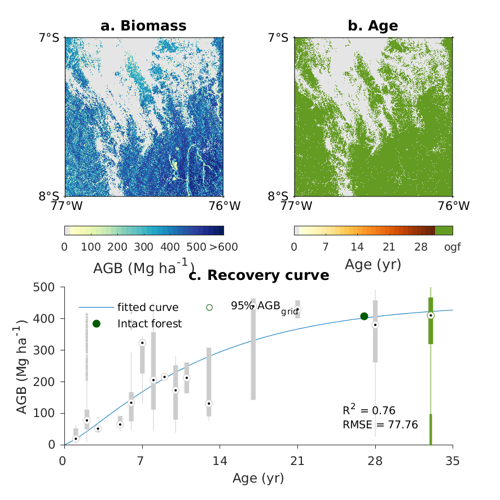 a. Biomass
b. Age
7°S
7°S
8°S
8°S
77°W
76°W
77°W
76°W
0 100 200 300 400 500 >600
AGB (Mg ha⁻¹)
0 7 14 21 28 ogf
Age (yr)
c. Recovery curve
500
400
300
200
100
0
AGB (Mg ha⁻¹)
fitted curve
95% AGB_grid
Intact forest
R² = 0.76
RMSE = 77.76
0 7 14 21 28 35
Age (yr)